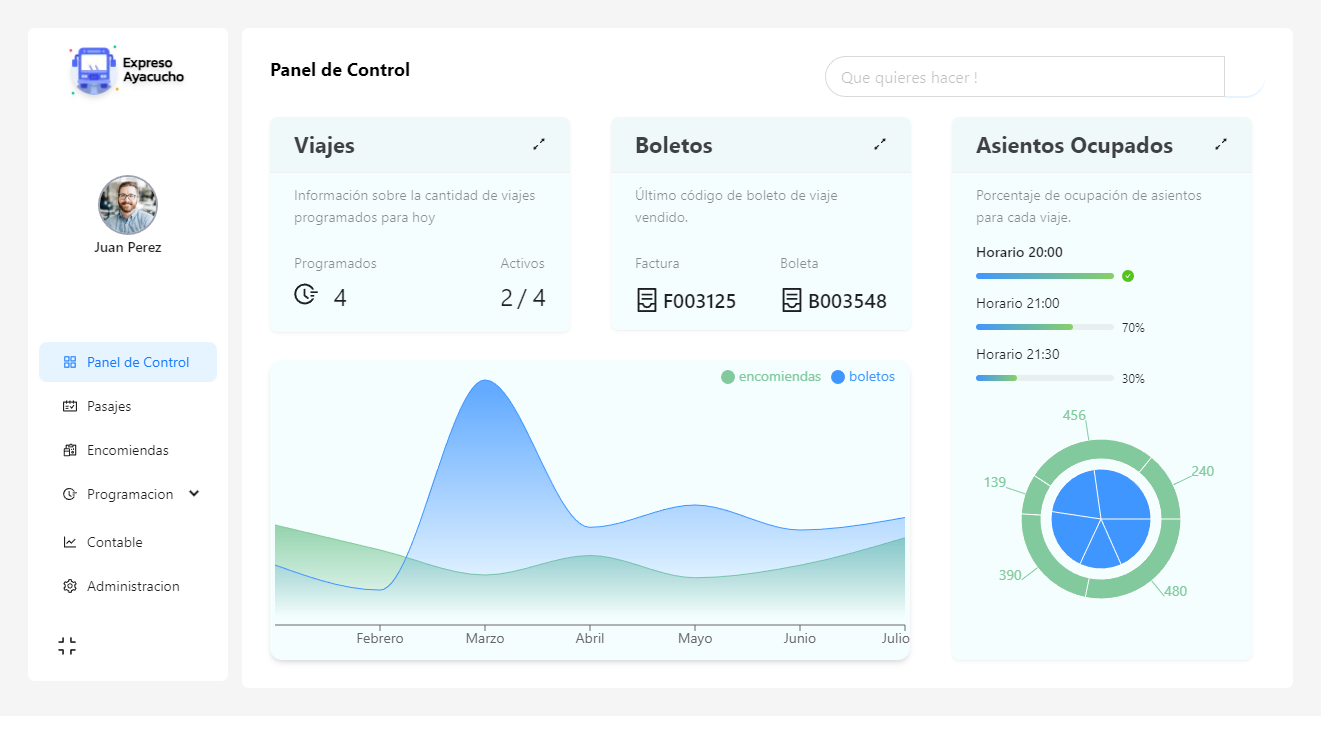 Expreso
Ayacucho
Juan Perez
Panel de Control
Pasajes
Encomiendas
Programacion
Contable
Administracion
Panel de Control
Que quieres hacer !
Viajes
Información sobre la cantidad de viajes
programados para hoy
Programados
Activos
4
2 / 4
Boletos
Último código de boleto de viaje
vendido.
Factura
Boleta
F003125
B003548
encomiendas
boletos
Febrero
Marzo
Abril
Mayo
Junio
Julio
Asientos Ocupados
Porcentaje de ocupación de asientos
para cada viaje.
Horario 20:00
Horario 21:00
70%
Horario 21:30
30%
456
240
139
390
480